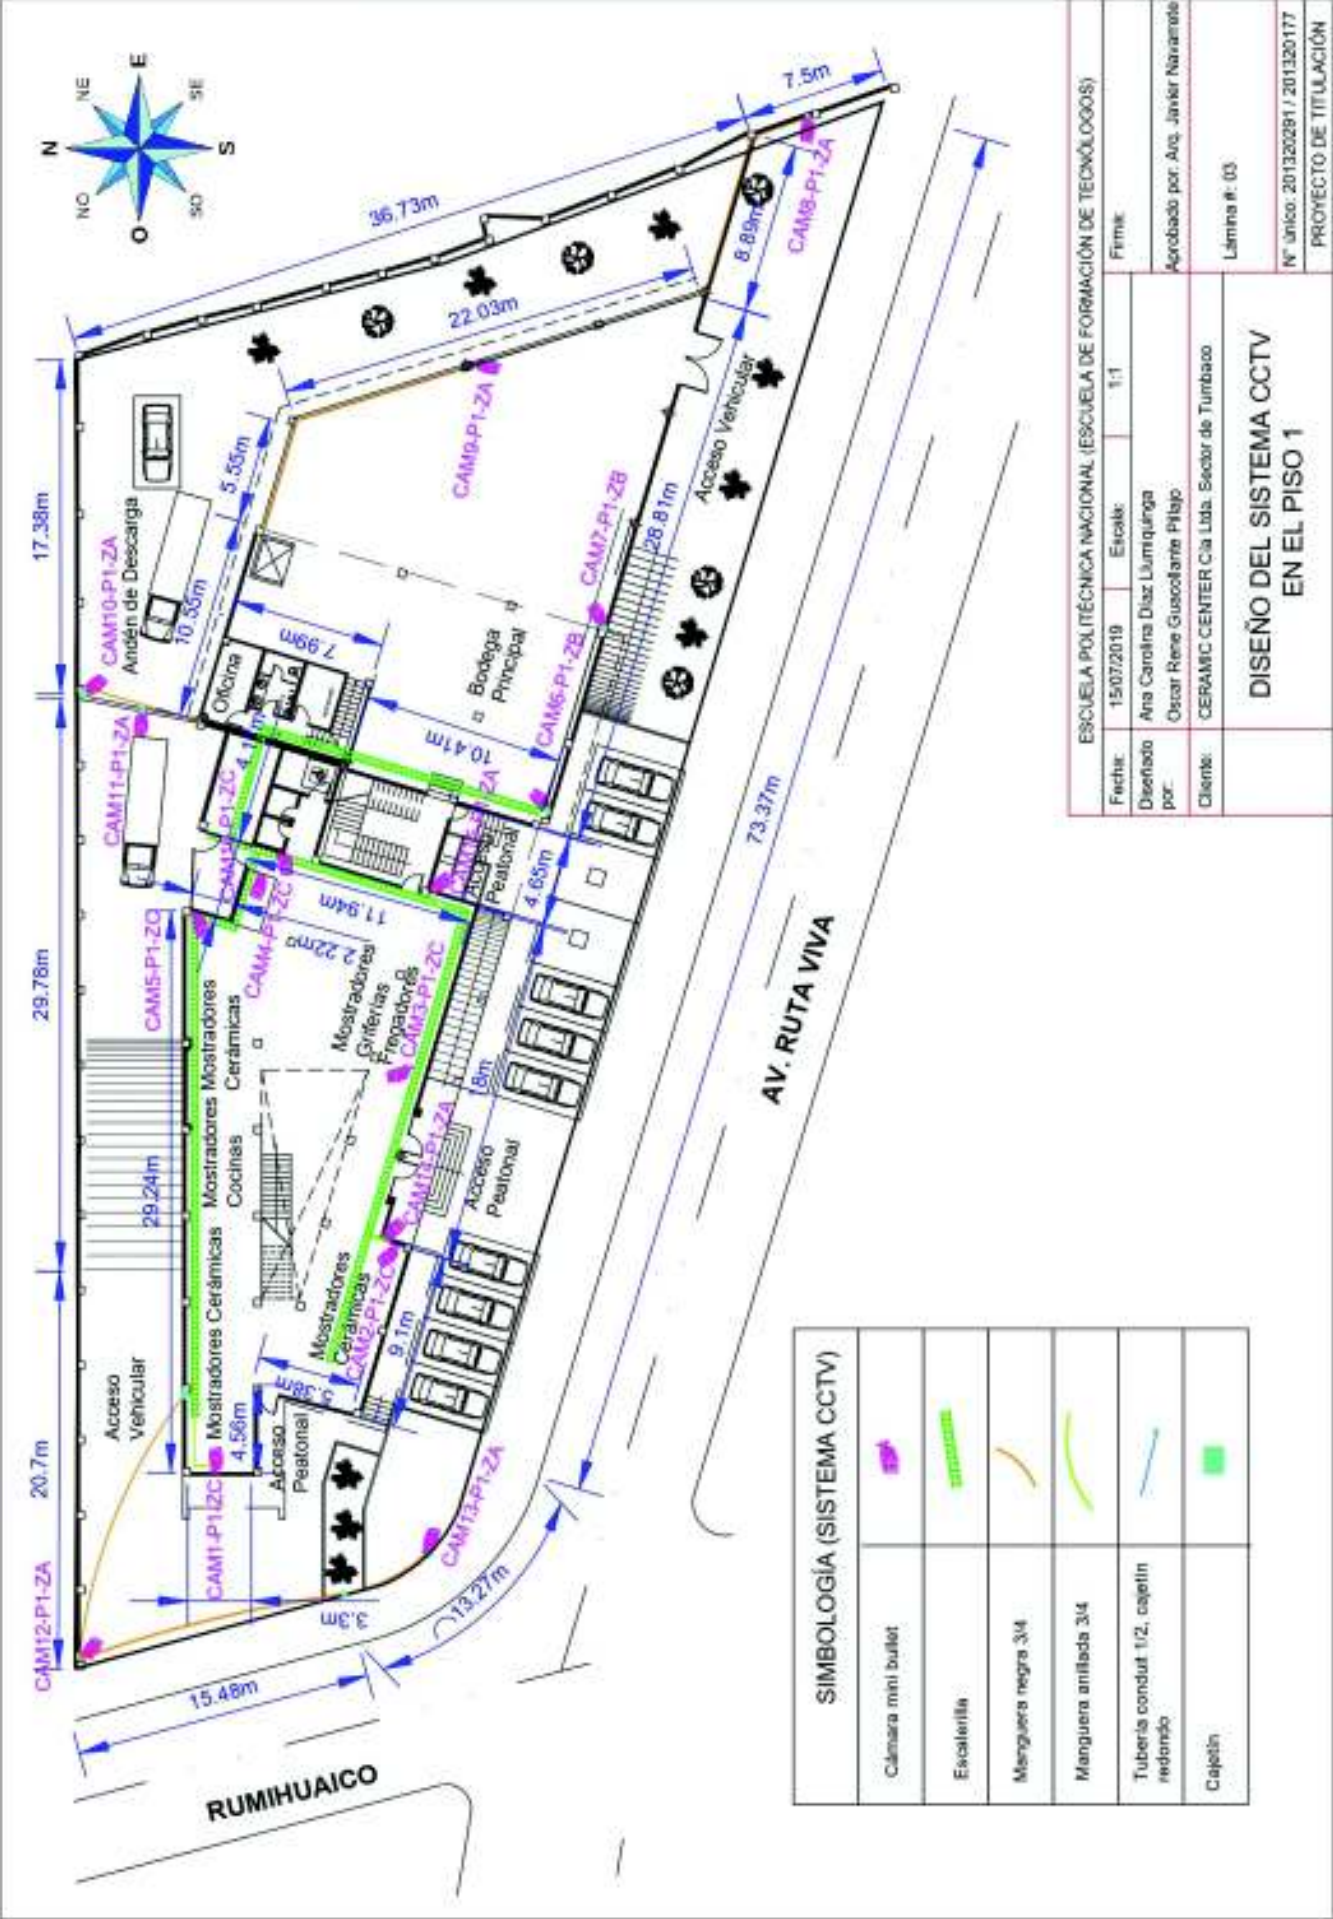 CAM12-P1-ZA
20.7m
29.78m
17.38m
N
NE
E
SE
S
SO
O
NO
CAM10-P1-ZA
Andén de Descarga
CAM11-P1-ZA
10.55m
5.55m
36.73m
7.5m
22.03m
8.89m
CAM8-P1-ZA
CAM9-P1-ZA
Oficina
7.99m
Bodega
Principal
10.41m
CAM6-P1-ZB
CAM7-P1-ZB
28.81m
Acceso Vehicular
Acceso
Vehicular
29.24m
CAM5-P1-ZC
CAM4-P1-ZC
11.94m
2.22m
Mostradores Cerámicas
Mostradores
Cocinas
Mostradores
Cerámicas
Mostradores
Griferías
Fregadores
CAM3-P1-ZC
CAM14-P1-ZA
Mostradores
Cerámicas
CAM2-P1-ZC
CAM1-P1-ZC
4.56m
5.38m
Acceso
Peatonal
9.1m
Acceso
Peatonal
18m
4.65m
Peatonal
3.3m
CAM13-P1-ZA
13.27m
15.48m
73.37m
RUMIHUAICO
AV. RUTA VIVA
SIMBOLOGÍA (SISTEMA CCTV)
Cámara mini bullet
Escalerilla
Manguera negra 3/4
Manguera anillada 3/4
Tubería conduit 1/2, cajetín
redondo
Cajetín
ESCUELA POLITÉCNICA NACIONAL (ESCUELA DE FORMACIÓN DE TECNÓLOGOS)
Fecha: 15/07/2019 Escala: 1:1 Firma:
Diseñado
por:
Ana Carolina Díaz Llumiquinga
Oscar Rene Guacollante Pillajo
Aprobado por: Arq. Javier Navarrete
Cliente: CERAMIC CENTER Cía Ltda. Sector de Tumbaco
Lámina #: 03
DISEÑO DEL SISTEMA CCTV
EN EL PISO 1
N° único: 201320291 / 201320177
PROYECTO DE TITULACIÓN